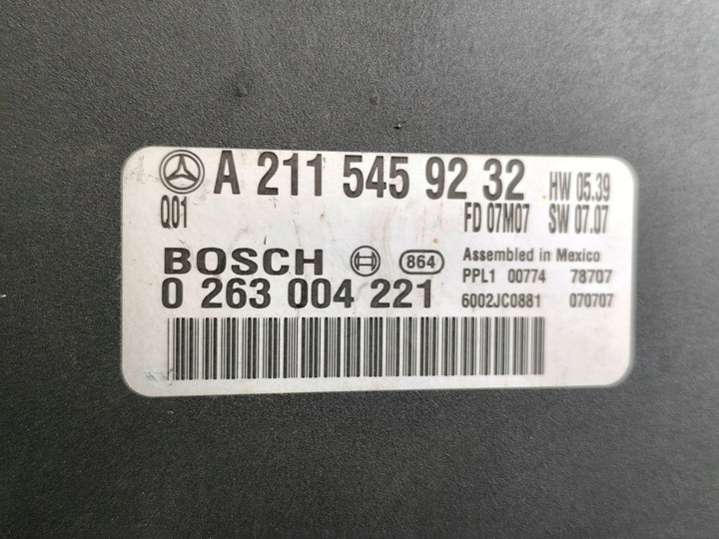 A 211 545 92 32 HW 05.39
Q01 FD 07M07 SW 07.07
BOSCH 864 Assembled in Mexico
0 263 004 221 PPL1 00774 78707
6002JC0881 070707